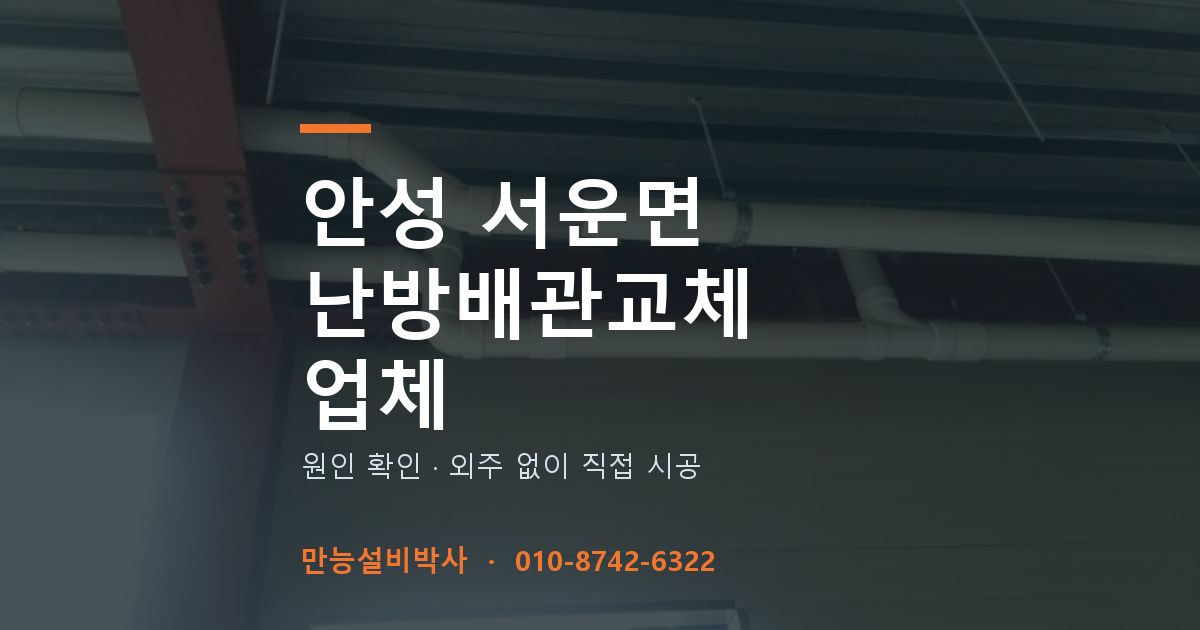 안성 서운면
난방배관교체
업체
원인 확인 · 외주 없이 직접 시공
만능설비박사 · 010-8742-6322